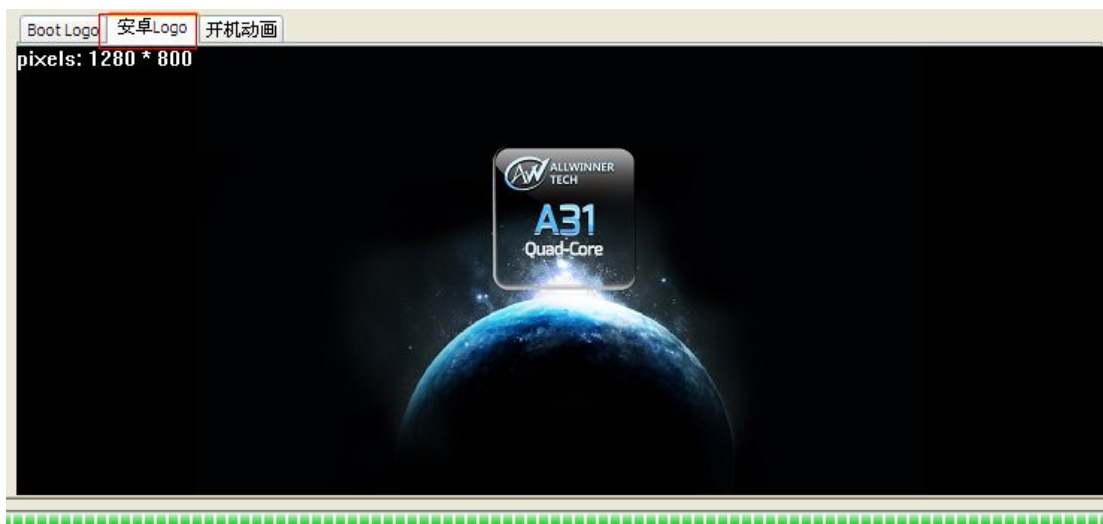 Boot Logo 安卓Logo 开机动画
pixels: 1280 * 800
ALLWINNER
TECH
A31
Quad-Core